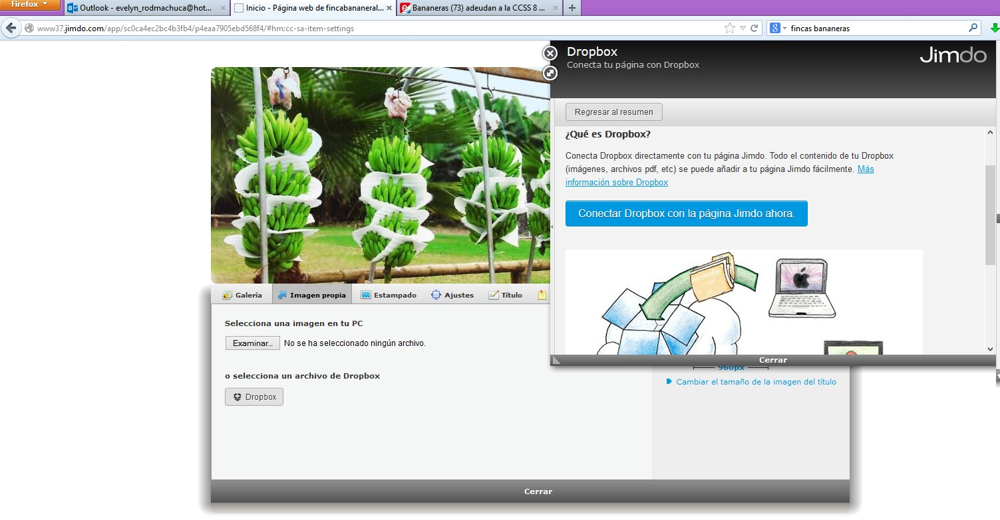 Firefox
Outlook - evelyn_rodmachuca@hot...
Inicio - Página web de fincabananeral...
Bananeras (73) adeudan a la CCSS 8 ...
www37.jimdo.com/app/sc0ca4ec2bc4b3fb4/p4eaa7905ebd568f4/#hm:cc-sa-item-settings
fincas bananeras
Dropbox
Conecta tu página con Dropbox
Jimdo
Regresar al resumen
¿Qué es Dropbox?
Conecta Dropbox directamente con tu página Jimdo. Todo el contenido de tu Dropbox
(imágenes, archivos pdf, etc) se puede añadir a tu página Jimdo fácilmente. Más
información sobre Dropbox
Conectar Dropbox con la página Jimdo ahora.
Cerrar
Galería
Imagen propia
Estampado
Ajustes
Título
Selecciona una imagen en tu PC
Examinar... No se ha seleccionado ningún archivo.
o selecciona un archivo de Dropbox
Dropbox
960px
Cambiar el tamaño de la imagen del título
Cerrar